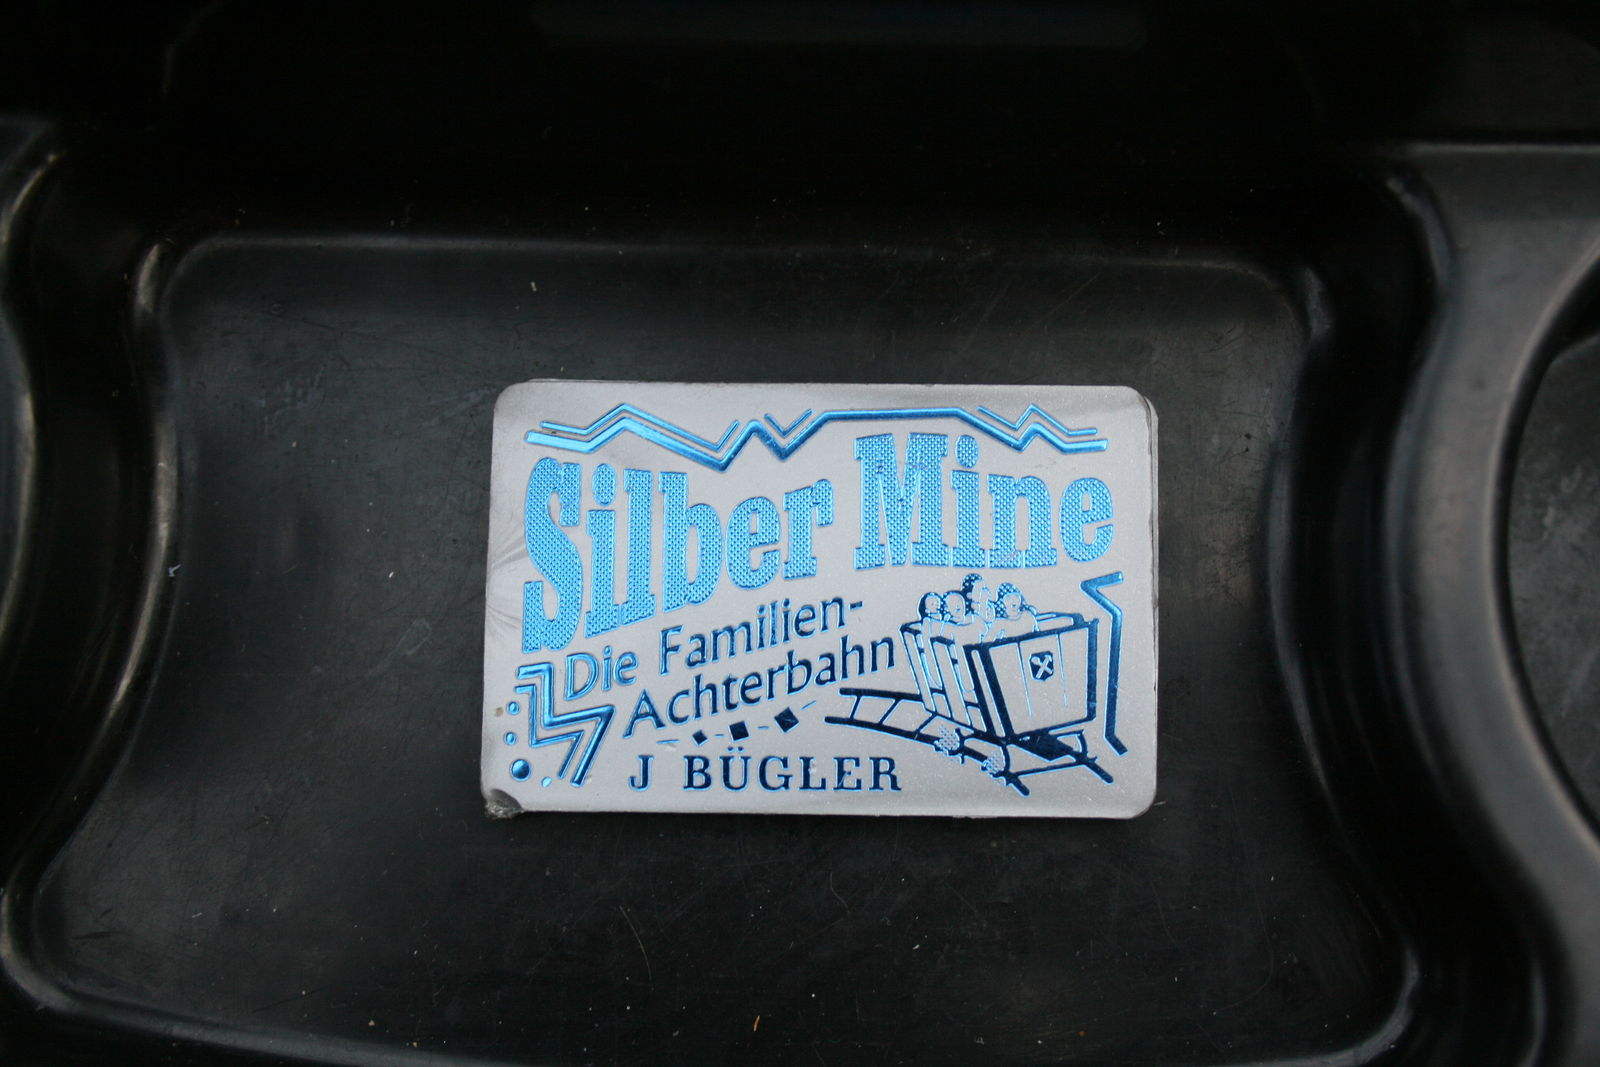 Silber Mine
Die Familien-
Achterbahn
J BÜGLER